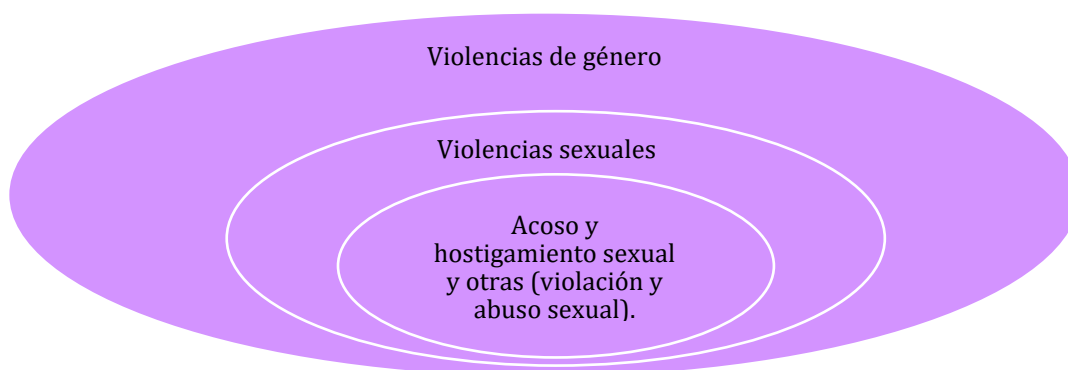 Violencias de género
Violencias sexuales
Acoso y
hostigamiento sexual
y otras (violación y
abuso sexual).